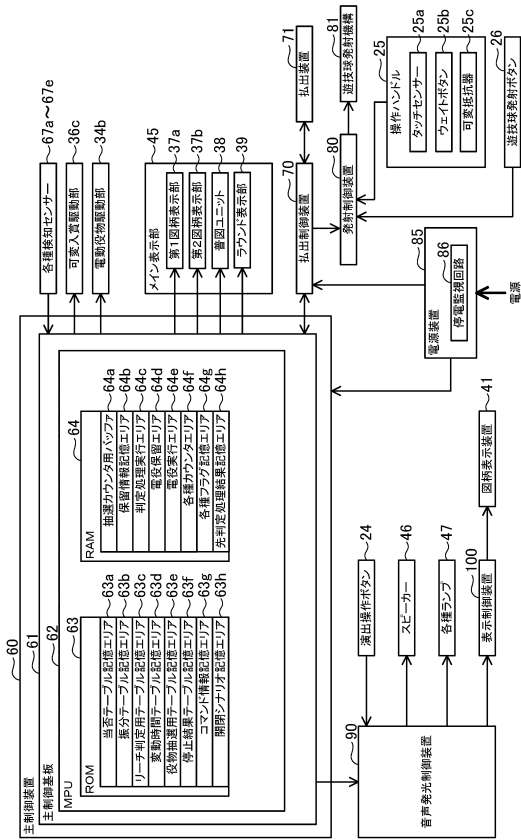 60
主制御装置
61
主制御基板
62
MPU
63
ROM
当否テーブル記憶エリア 63a
振分テーブル記憶エリア 63b
リーチ判定用テーブル記憶エリア 63c
変動時間テーブル記憶エリア 63d
役物抽選用テーブル記憶エリア 63e
停止結果テーブル記憶エリア 63f
コマンド情報記憶エリア 63g
開閉シナリオ記憶エリア 63h
64
RAM
抽選カウンタ用バッファ 64a
保留情報記憶エリア 64b
判定処理実行エリア 64c
電役保留エリア 64d
電役実行エリア 64e
各種カウンタエリア 64f
各種フラグ記憶エリア 64g
先判定処理結果記憶エリア 64h
各種検知センサー 67a～67e
可変入賞駆動部 36c
電動役物駆動部 34b
45
メイン表示部
第1図柄表示部 37a
第2図柄表示部 37b
普図ユニット 38
ラウンド表示部 39
払出制御装置 70
払出装置 71
発射制御装置 80
遊技球発射機構 81
25
操作ハンドル
タッチセンサー 25a
ウェイトボタン 25b
可変抵抗器 25c
遊技球発射ボタン 26
85
電源装置
86
停電監視回路
電源
90
音声発光制御装置
演出操作ボタン 24
スピーカー 46
各種ランプ 47
表示制御装置 100
図柄表示装置 41